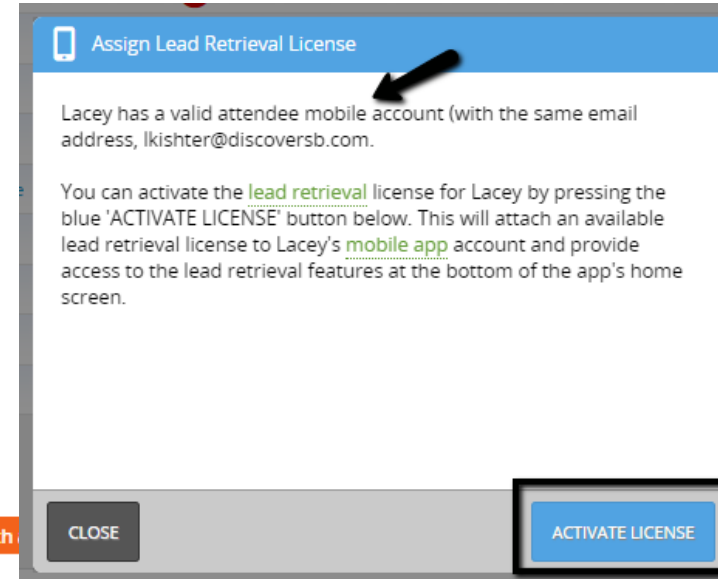 Assign Lead Retrieval License
Lacey has a valid attendee mobile account (with the same email
address, lkishter@discoversb.com.
You can activate the lead retrieval license for Lacey by pressing the
blue 'ACTIVATE LICENSE' button below. This will attach an available
lead retrieval license to Lacey's mobile app account and provide
access to the lead retrieval features at the bottom of the app's home
screen.
CLOSE
ACTIVATE LICENSE